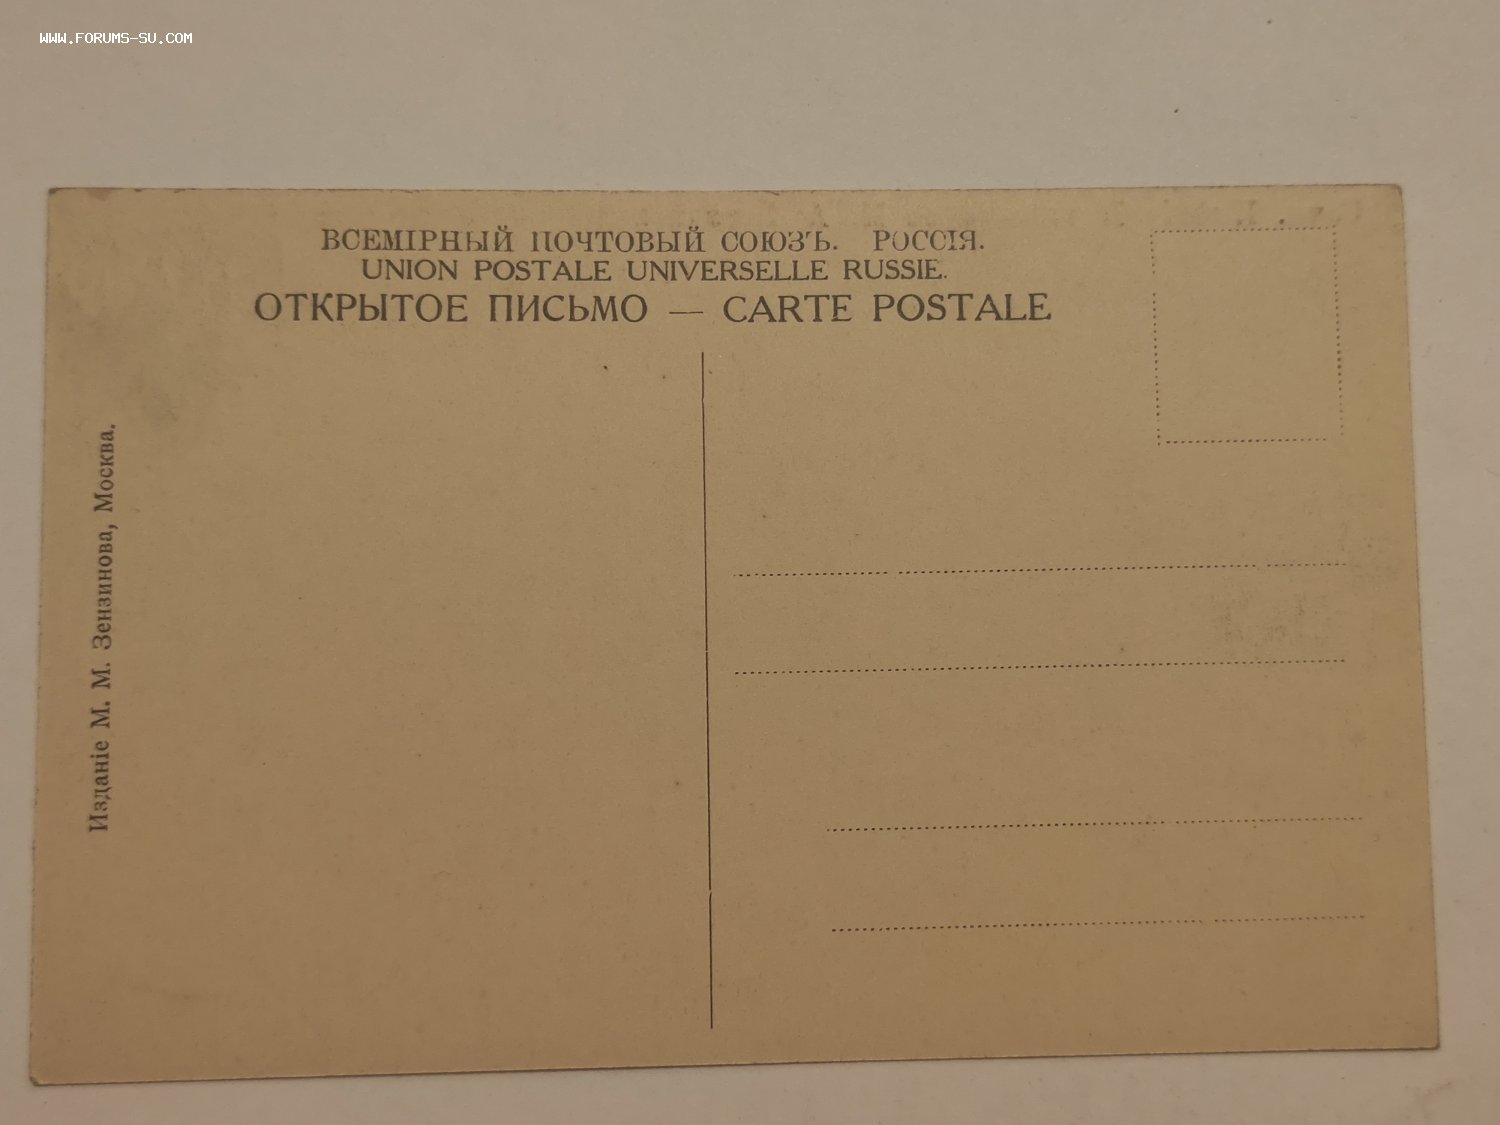 WWW.FORUMS-SU.COM
ВСЕМІРНЫЙ ПОЧТОВЫЙ СОЮЗЪ. РОССІЯ.
UNION POSTALE UNIVERSELLE RUSSIE.
ОТКРЫТОЕ ПИСЬМО — CARTE POSTALE
Изданіе М. М. Зензинова, Москва.